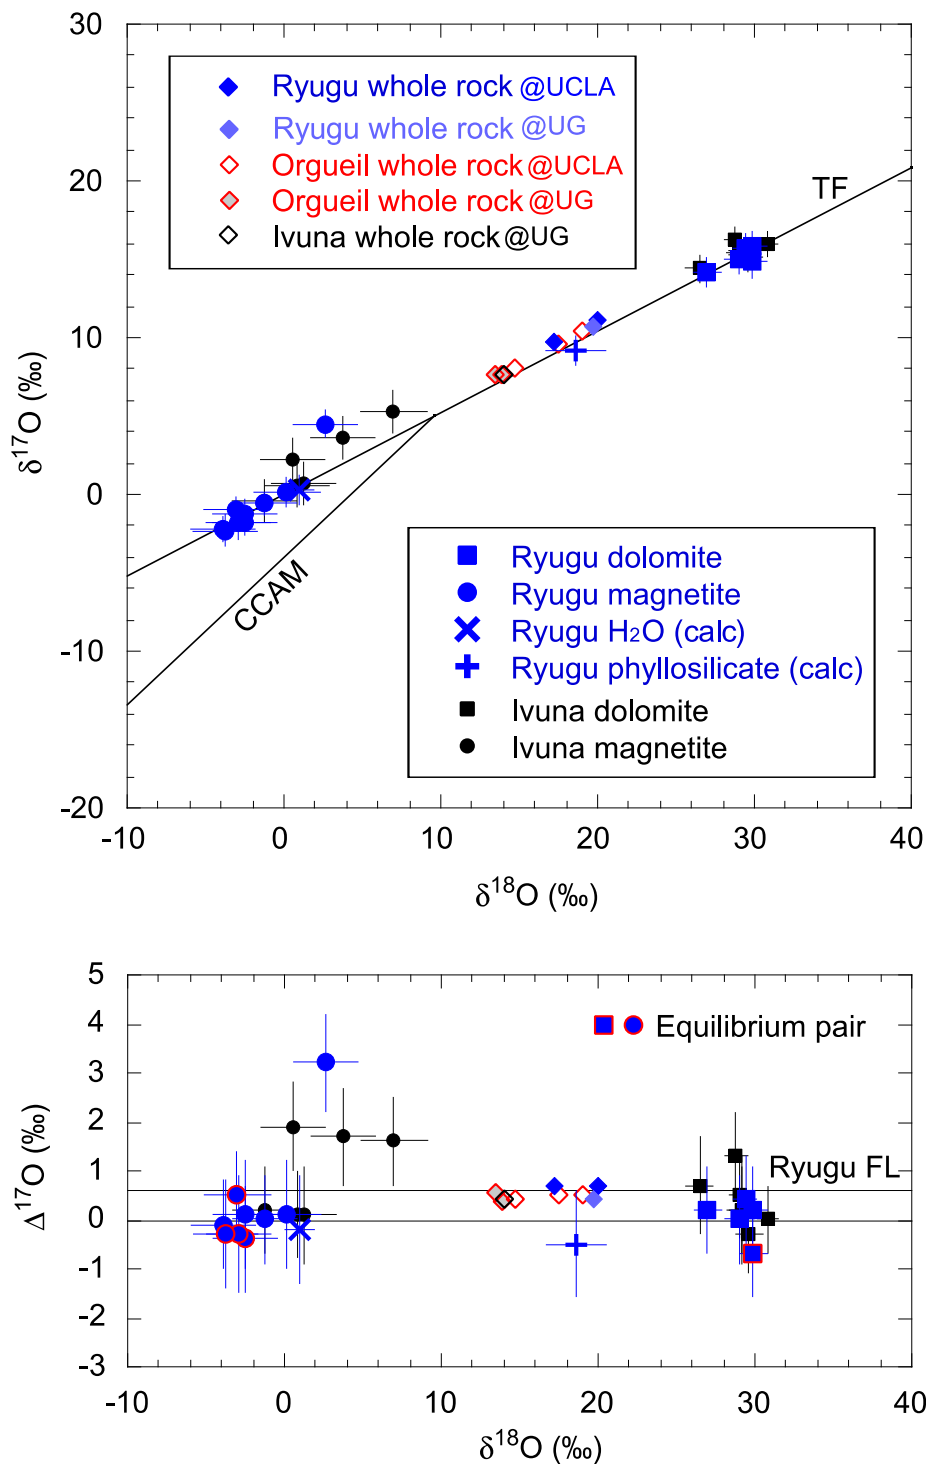 30
Ryugu whole rock @UCLA
Ryugu whole rock @UG
Orgueil whole rock @UCLA
Orgueil whole rock @UG
Ivuna whole rock @UG
TF
20
10
δ¹⁷O (‰)
0
CCAM
Ryugu dolomite
Ryugu magnetite
Ryugu H₂O (calc)
Ryugu phyllosilicate (calc)
Ivuna dolomite
Ivuna magnetite
-10
-20
-10 0 10 20 30 40
δ¹⁸O (‰)
5
Equilibrium pair
4
3
2
Δ¹⁷O (‰)
Ryugu FL
1
0
-1
-2
-3
-10 0 10 20 30 40
δ¹⁸O (‰)